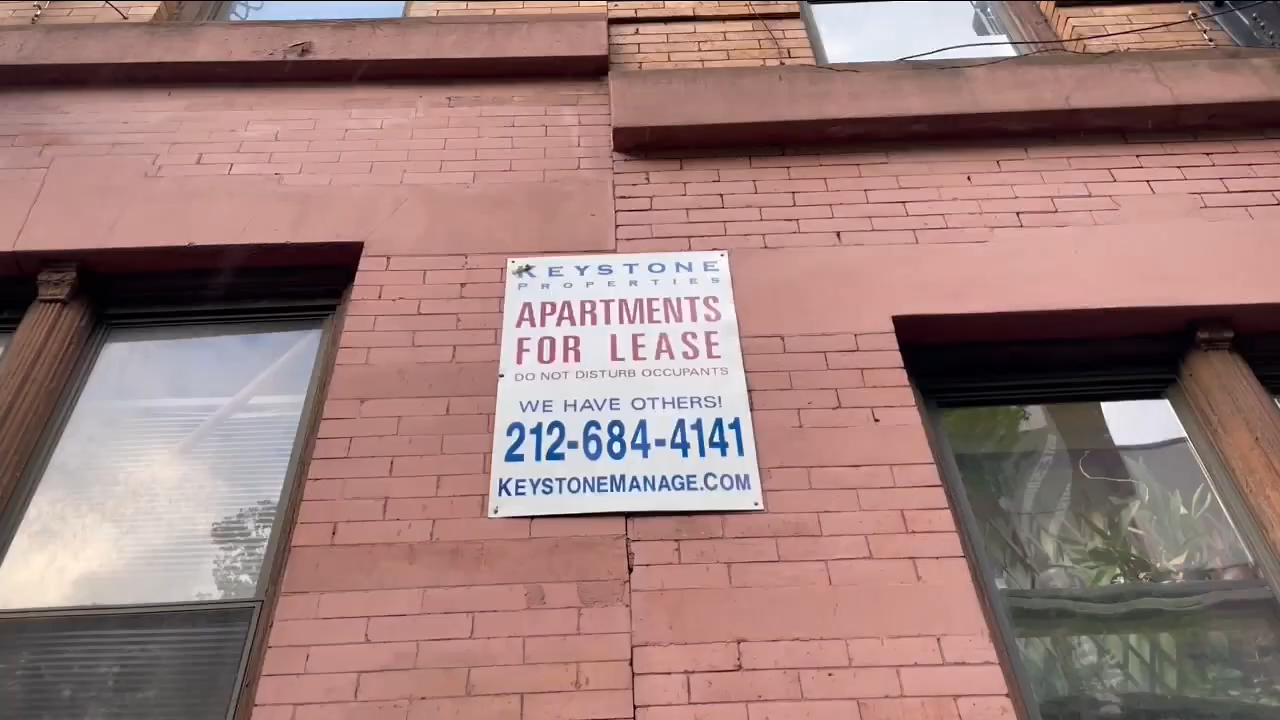 KEYSTONE
PROPERTIES
APARTMENTS
FOR LEASE
DO NOT DISTURB OCCUPANTS
WE HAVE OTHERS!
212-684-4141
KEYSTONEMANAGE.COM